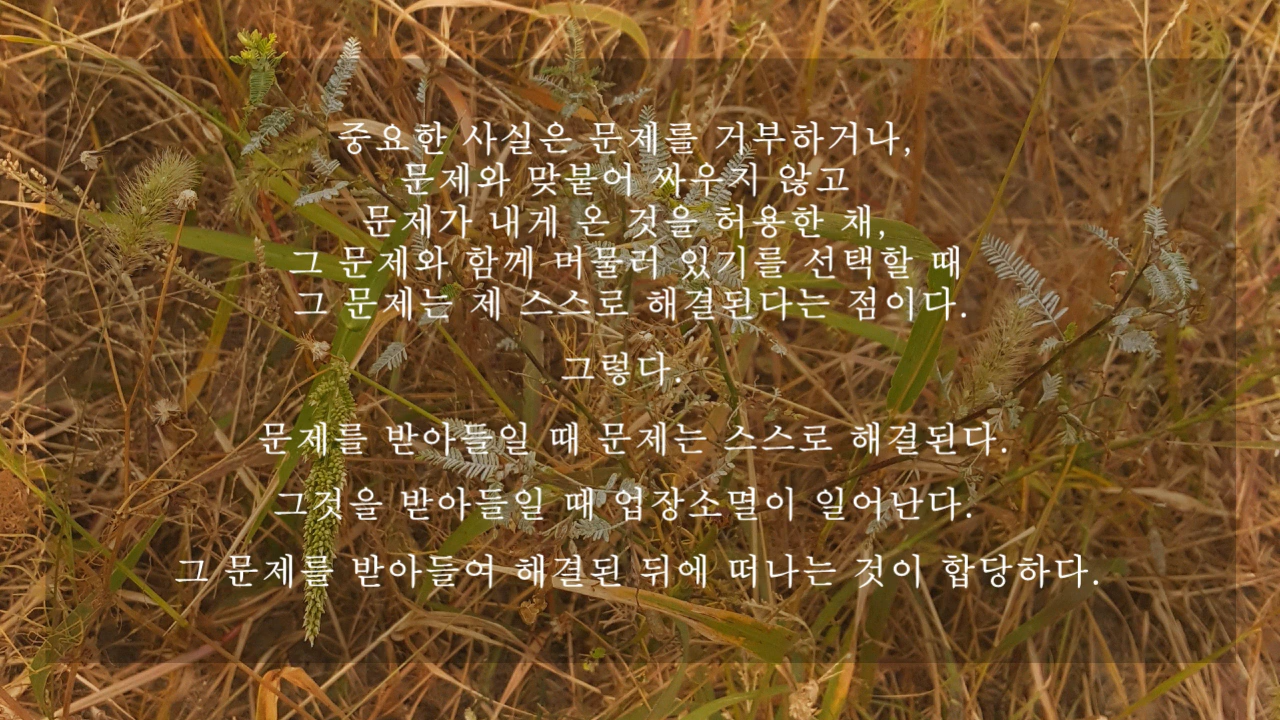 중요한 사실은 문제를 거부하거나,
문제와 맞붙어 싸우지 않고
문제가 내게 온 것을 허용한 채,
그 문제와 함께 머물러 있기를 선택할 때
그 문제는 제 스스로 해결된다는 점이다.
그렇다.
문제를 받아들일 때 문제는 스스로 해결된다.
그것을 받아들일 때 업장소멸이 일어난다.
그 문제를 받아들여 해결된 뒤에 떠나는 것이 합당하다.